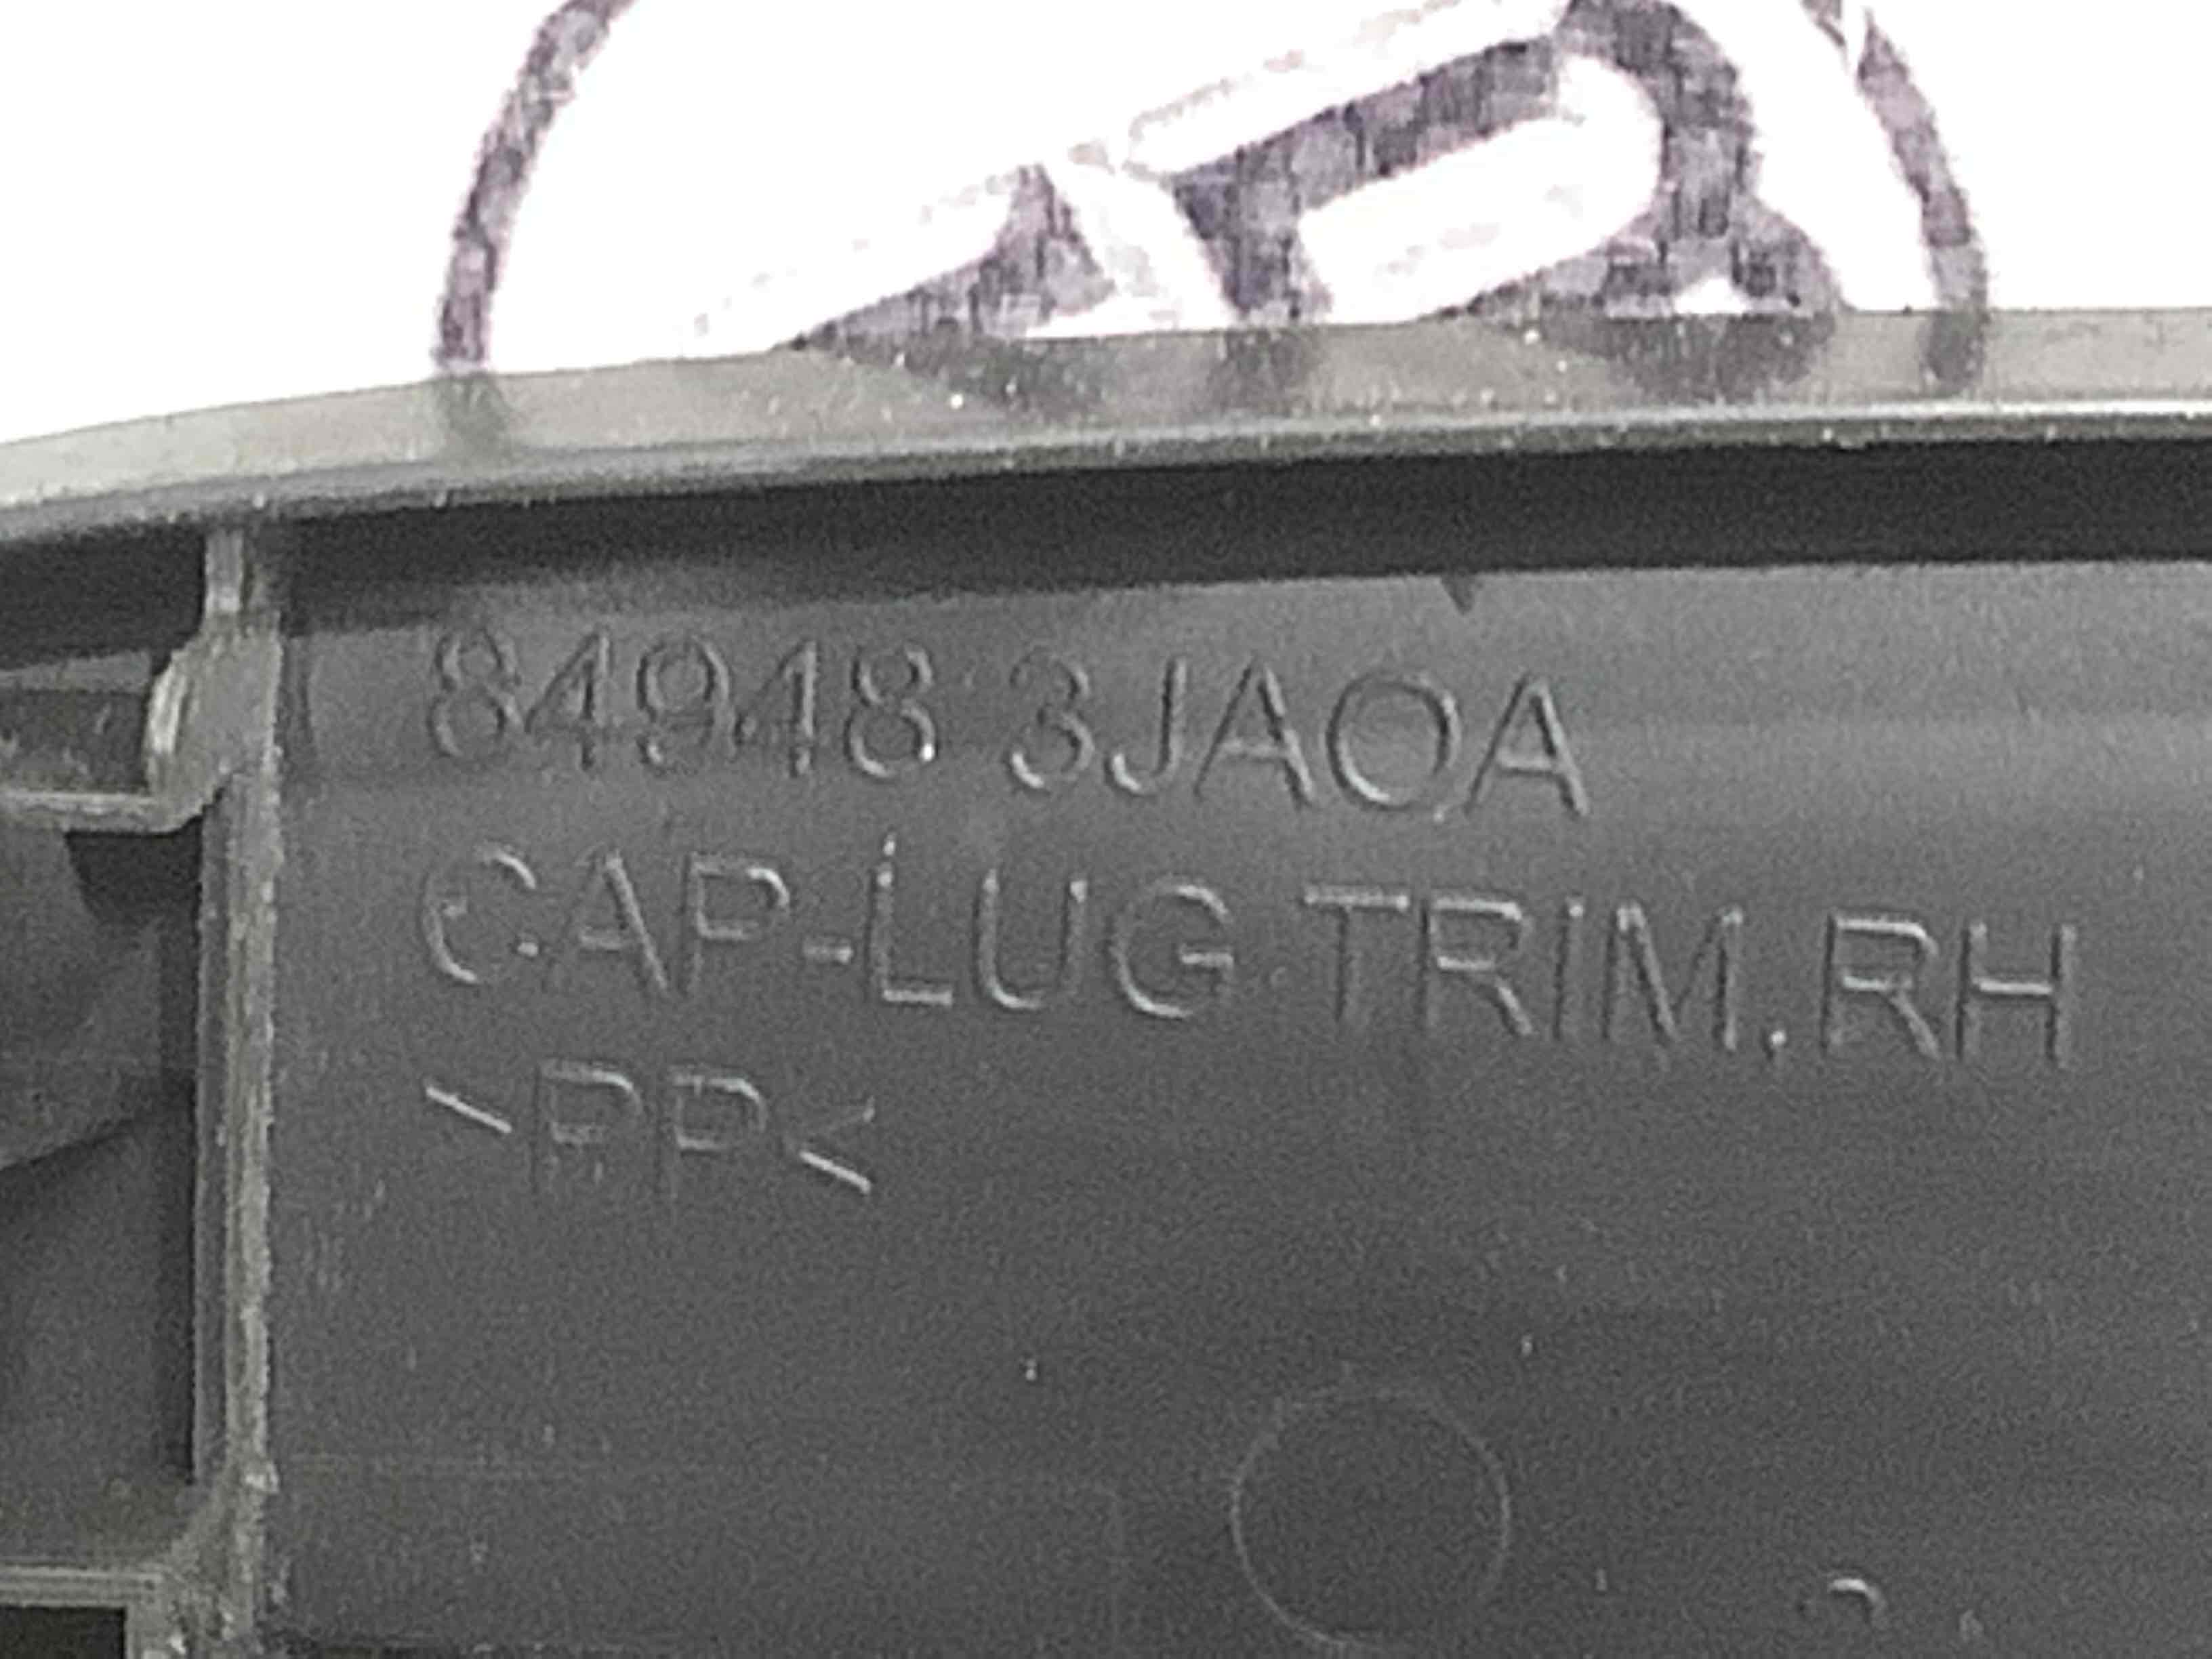 84948 3JA0A
CAP-LUG TRIM.RH
>PP<